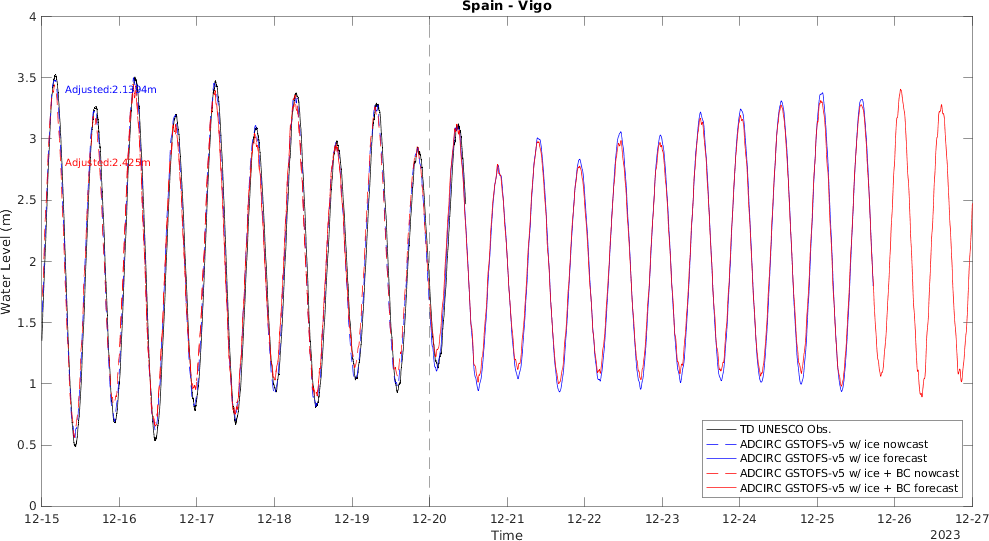 Spain - Vigo
4
3.5
3
2.5
2
1.5
1
0.5
0
Water Level (m)
Adjusted:2.1394m
Adjusted:2.425m
TD UNESCO Obs.
ADCIRC GSTOFS-v5 w/ ice nowcast
ADCIRC GSTOFS-v5 w/ ice forecast
ADCIRC GSTOFS-v5 w/ ice + BC nowcast
ADCIRC GSTOFS-v5 w/ ice + BC forecast
12-15 12-16 12-17 12-18 12-19 12-20 12-21 12-22 12-23 12-24 12-25 12-26 12-27
Time
2023